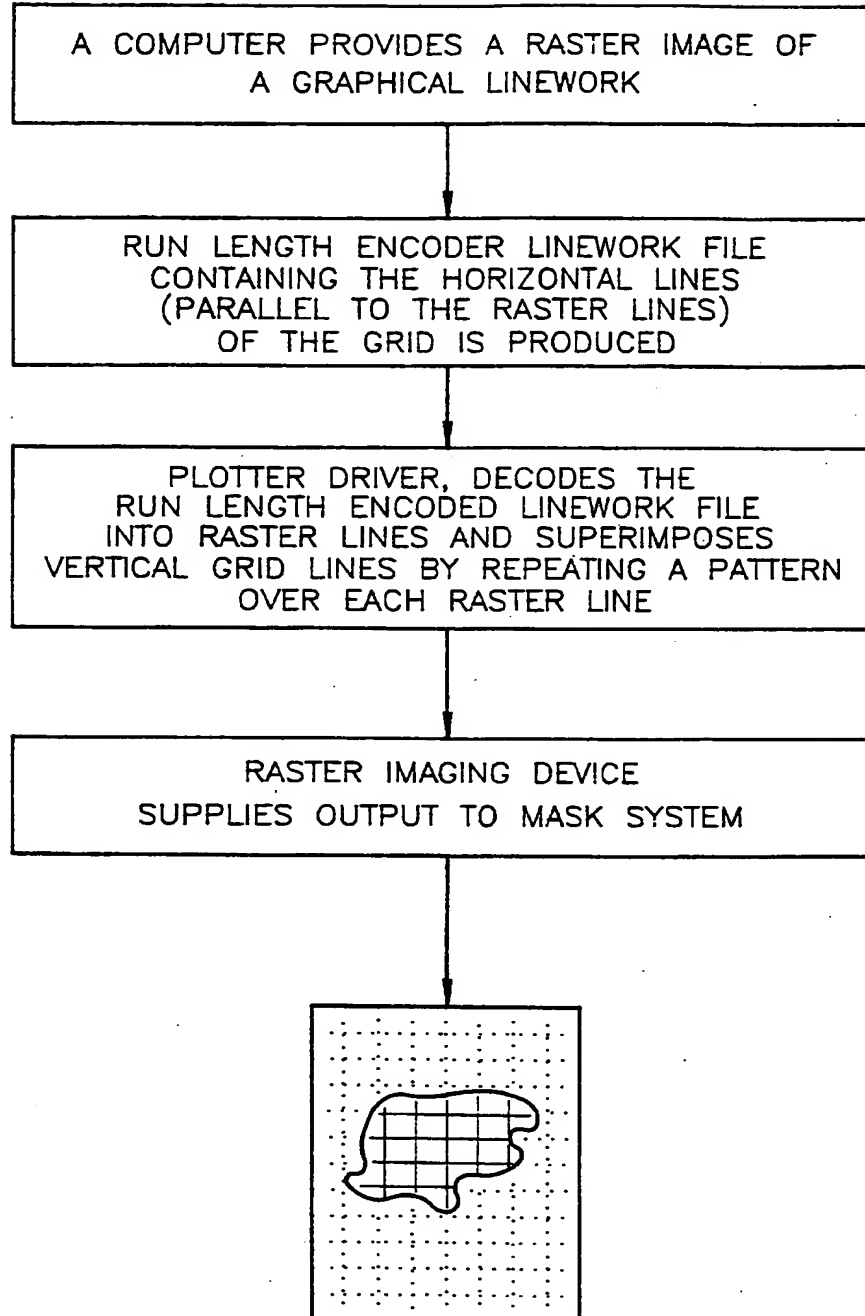 A COMPUTER PROVIDES A RASTER IMAGE OF
A GRAPHICAL LINEWORK
RUN LENGTH ENCODER LINEWORK FILE
CONTAINING THE HORIZONTAL LINES
(PARALLEL TO THE RASTER LINES)
OF THE GRID IS PRODUCED
PLOTTER DRIVER, DECODES THE
RUN LENGTH ENCODED LINEWORK FILE
INTO RASTER LINES AND SUPERIMPOSES
VERTICAL GRID LINES BY REPEATING A PATTERN
OVER EACH RASTER LINE
RASTER IMAGING DEVICE
SUPPLIES OUTPUT TO MASK SYSTEM